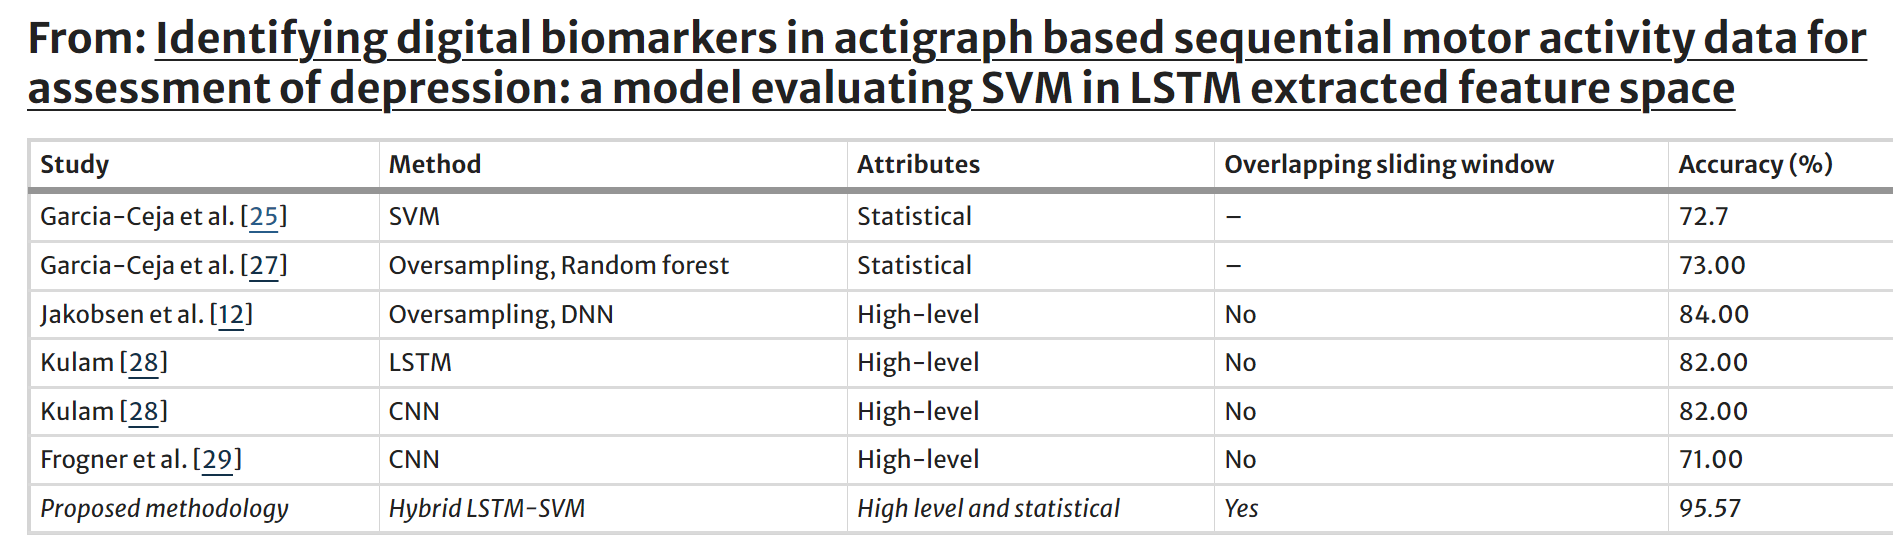 From: Identifying digital biomarkers in actigraph based sequential motor activity data for
assessment of depression: a model evaluating SVM in LSTM extracted feature space
Study Method Attributes Overlapping sliding window Accuracy (%)
Garcia-Ceja et al. [25] SVM Statistical – 72.7
Garcia-Ceja et al. [27] Oversampling, Random forest Statistical – 73.00
Jakobsen et al. [12] Oversampling, DNN High-level No 84.00
Kulam [28] LSTM High-level No 82.00
Kulam [28] CNN High-level No 82.00
Frogner et al. [29] CNN High-level No 71.00
Proposed methodology Hybrid LSTM-SVM High level and statistical Yes 95.57